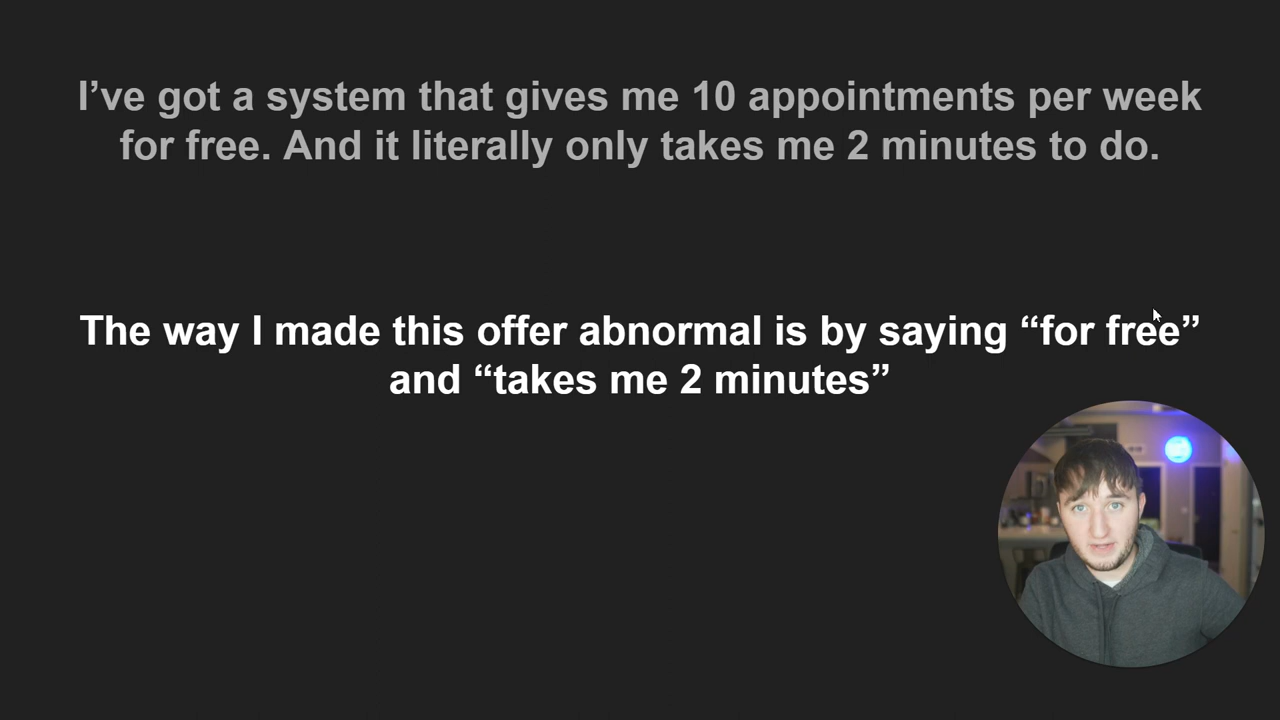 I’ve got a system that gives me 10 appointments per week
for free. And it literally only takes me 2 minutes to do.
The way I made this offer abnormal is by saying “for free”
and “takes me 2 minutes”